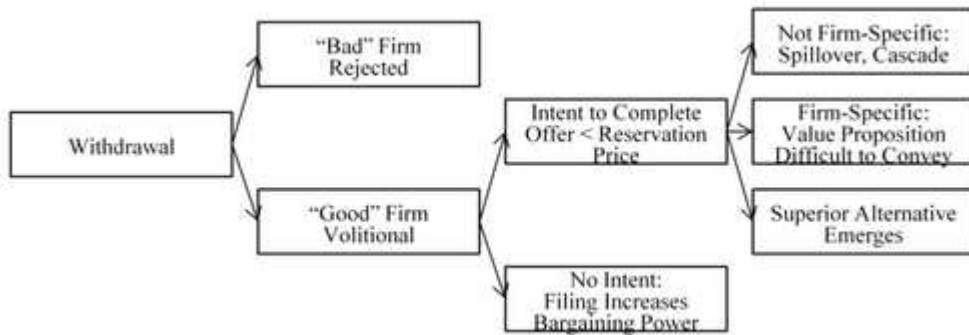 Withdrawal
“Bad” Firm
Rejected
“Good” Firm
Volitional
Intent to Complete
Offer < Reservation
Price
No Intent:
Filing Increases
Bargaining Power
Not Firm-Specific:
Spillover, Cascade
Firm-Specific:
Value Proposition
Difficult to Convey
Superior Alternative
Emerges